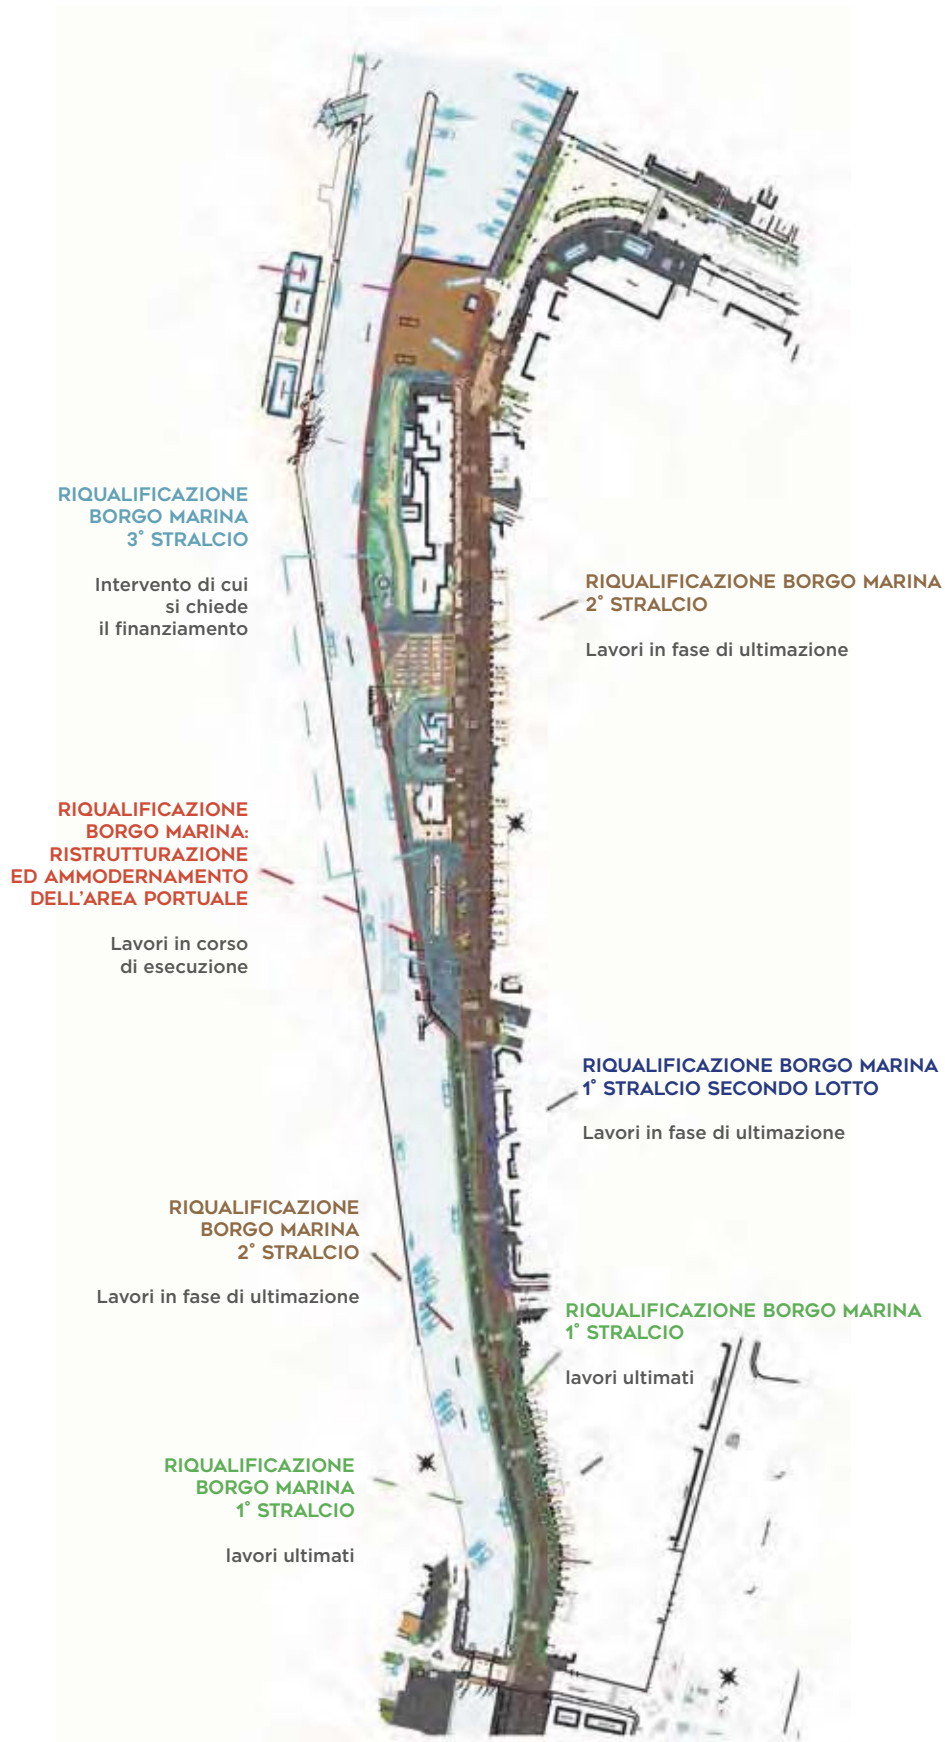 RIQUALIFICAZIONE
BORGO MARINA
3° STRALCIO
Intervento di cui
si chiede
il finanziamento
RIQUALIFICAZIONE BORGO MARINA
2° STRALCIO
Lavori in fase di ultimazione
RIQUALIFICAZIONE
BORGO MARINA:
RISTRUTTURAZIONE
ED AMMODERNAMENTO
DELL'AREA PORTUALE
Lavori in corso
di esecuzione
RIQUALIFICAZIONE BORGO MARINA
1° STRALCIO SECONDO LOTTO
Lavori in fase di ultimazione
RIQUALIFICAZIONE
BORGO MARINA
2° STRALCIO
Lavori in fase di ultimazione
RIQUALIFICAZIONE BORGO MARINA
1° STRALCIO
lavori ultimati
RIQUALIFICAZIONE
BORGO MARINA
1° STRALCIO
lavori ultimati